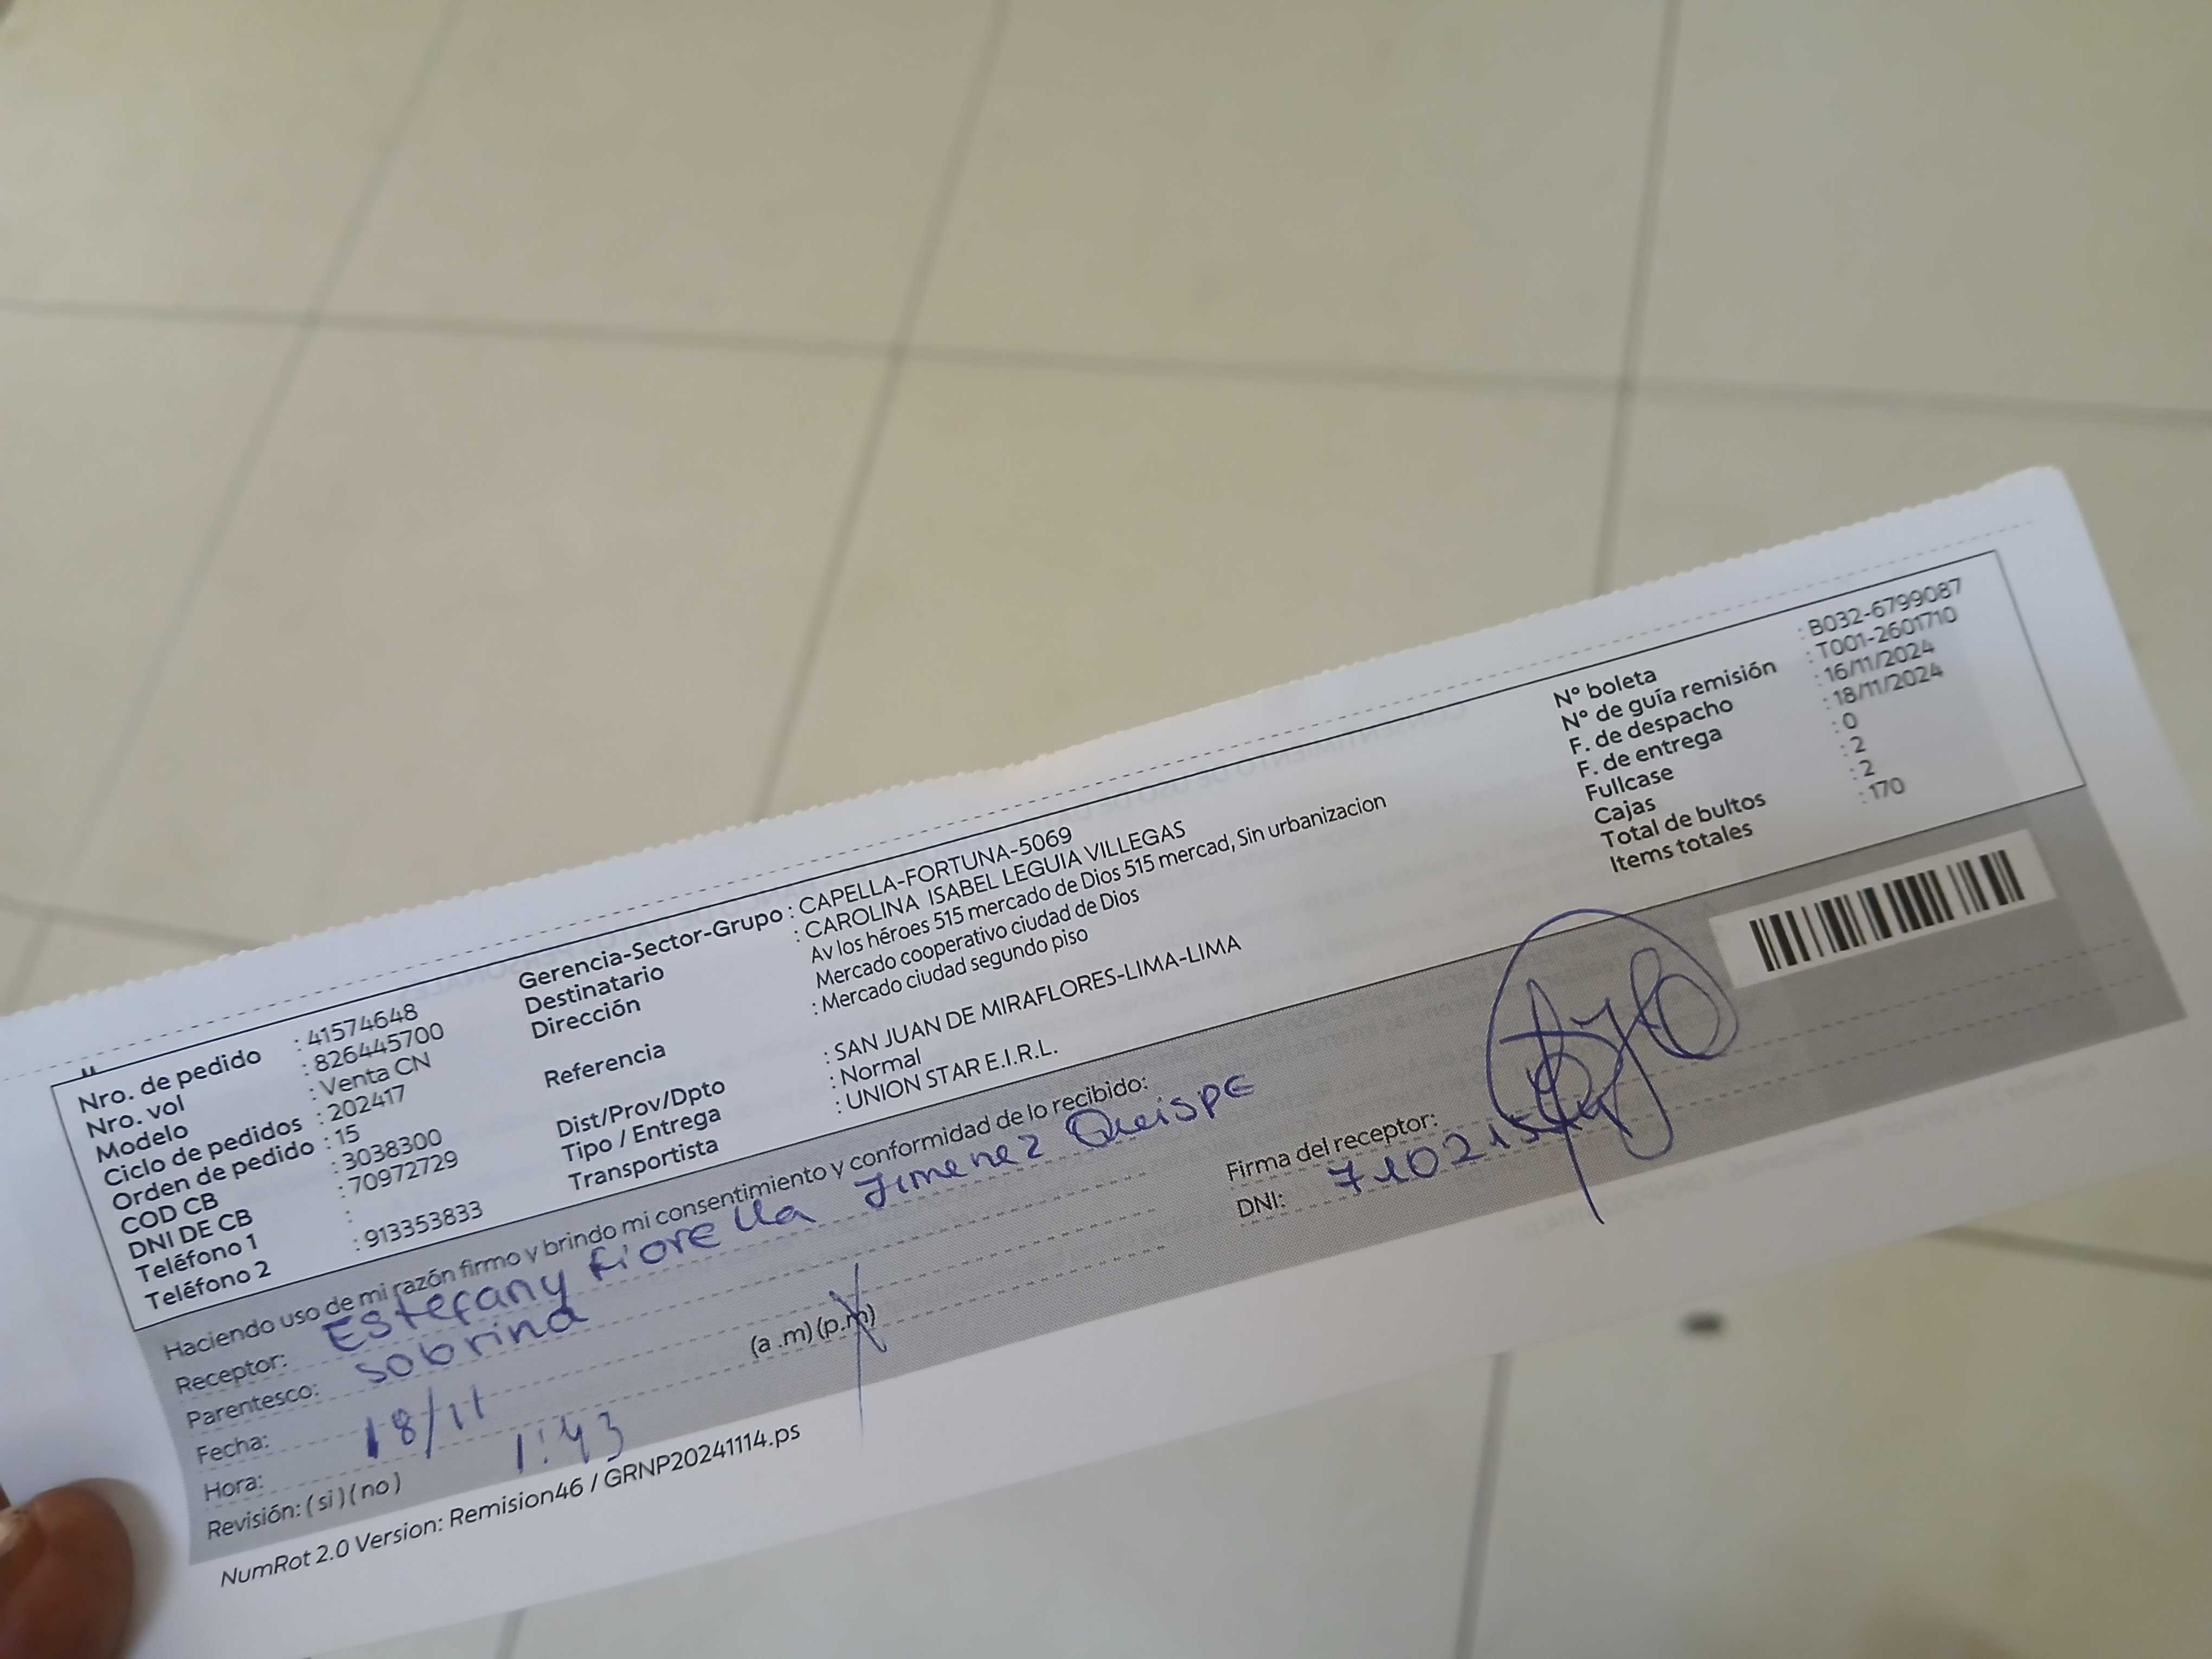 Nro. de pedido : 41574648
Nro. vol : 826445700
Modelo : Venta CN
Ciclo de pedidos : 202417
Orden de pedido : 15
COD CB : 3038300
DNI DE CB : 70972729
Teléfono 1 :
Teléfono 2 : 913353833
Gerencia-Sector-Grupo : CAPELLA-FORTUNA-5069
Destinatario : CAROLINA ISABEL LEGUIA VILLEGAS
Dirección Av los héroes 515 mercado de Dios 515 mercad, Sin urbanizacion
Mercado cooperativo ciudad de Dios
Referencia : Mercado ciudad segundo piso
Dist/Prov/Dpto : SAN JUAN DE MIRAFLORES-LIMA-LIMA
Tipo / Entrega : Normal
Transportista : UNION STAR E.I.R.L.
N° boleta : B032-6799087
N° de guía remisión : T001-2601710
F. de despacho : 16/11/2024
F. de entrega : 18/11/2024
Fullcase : 0
Cajas : 2
Total de bultos : 2
Items totales : 170
Haciendo uso de mi razón firmo y brindo mi consentimiento y conformidad de lo recibido:
Receptor: Estefany Fiorella Jimenez Quispe
Parentesco: Sobrina
Fecha: 18/11
Hora: 1:43 (a .m) (p.m)
Revisión: ( si ) ( no )
Firma del receptor:
DNI:
NumRot 2.0 Version: Remision46 / GRNP20241114.ps